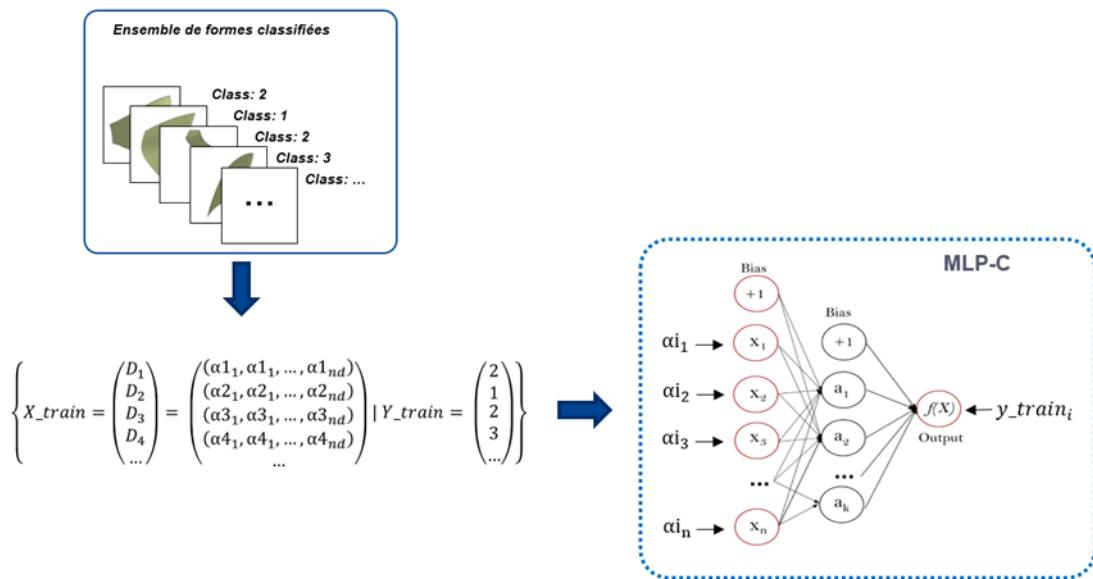 Ensemble de formes classifiées
Class: 2
Class: 1
Class: 2
Class: 3
Class: ...
...
{X_train = (D₁ D₂ D₃ D₄ ...) = ((α1₁, α1₁, ..., α1ₙd)
(α2₁, α2₁, ..., α2ₙd)
(α3₁, α3₁, ..., α3ₙd)
(α4₁, α4₁, ..., α4ₙd)
...) | Y_train = (2 1 2 3 ...)}
MLP-C
Bias
+1
Bias
+1
αi₁
x₁
αi₂
x₂
αi₃
x₃
...
αiₙ
xₙ
a₁
a₂
...
aₖ
f(X)
Output
y_trainᵢ